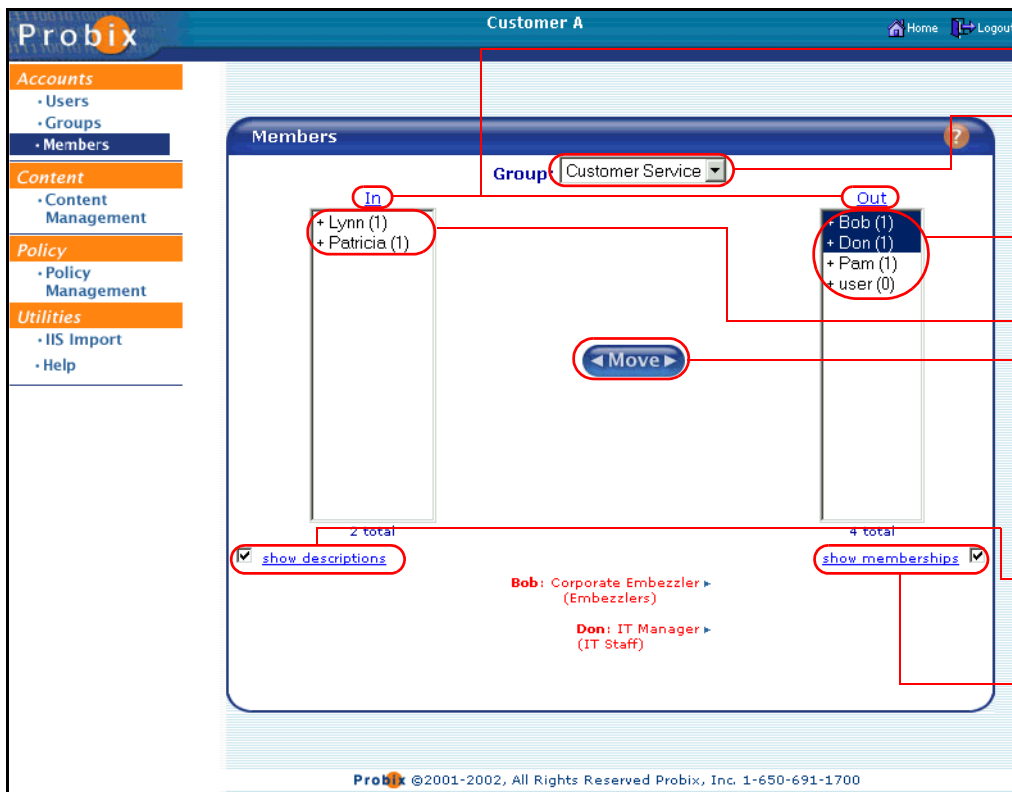 Probix
Customer A
Home Logout
Accounts
• Users
• Groups
• Members
Content
• Content
Management
Policy
• Policy
Management
Utilities
• IIS Import
• Help
Members
?
Group: Customer Service
In
Out
+ Lynn (1)
+ Patricia (1)
+ Bob (1)
+ Don (1)
+ Pam (1)
+ user (0)
Move
2 total
4 total
show descriptions
show memberships
Bob: Corporate Embezzler
(Embezzlers)
Don: IT Manager
(IT Staff)
Probix ©2001-2002, All Rights Reserved Probix, Inc. 1-650-691-1700